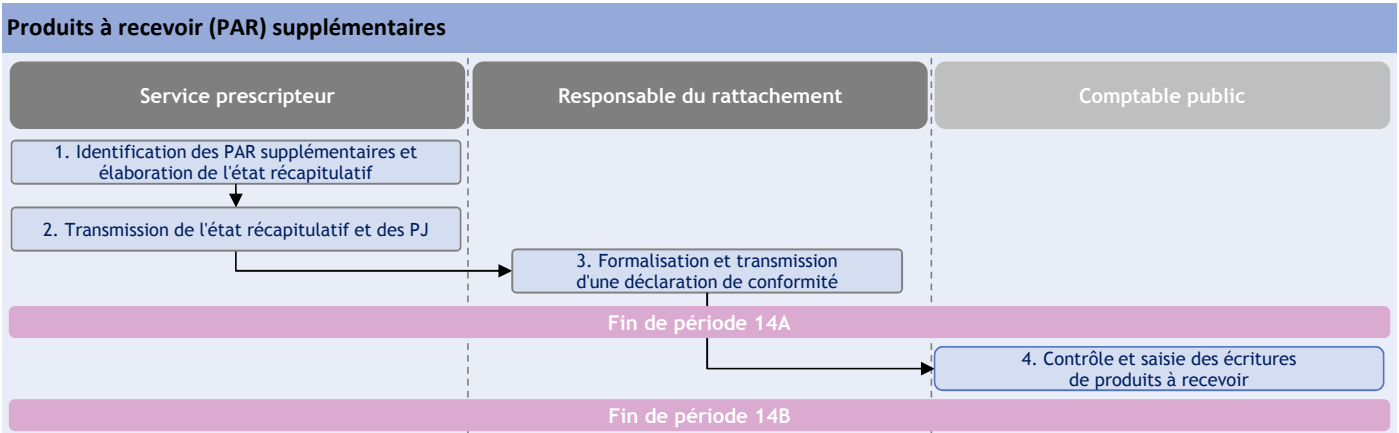 Produits à recevoir (PAR) supplémentaires
Service prescripteur
Responsable du rattachement
Comptable public
1. Identification des PAR supplémentaires et
élaboration de l'état récapitulatif
2. Transmission de l'état récapitulatif et des PJ
3. Formalisation et transmission
d'une déclaration de conformité
Fin de période 14A
4. Contrôle et saisie des écritures
de produits à recevoir
Fin de période 14B